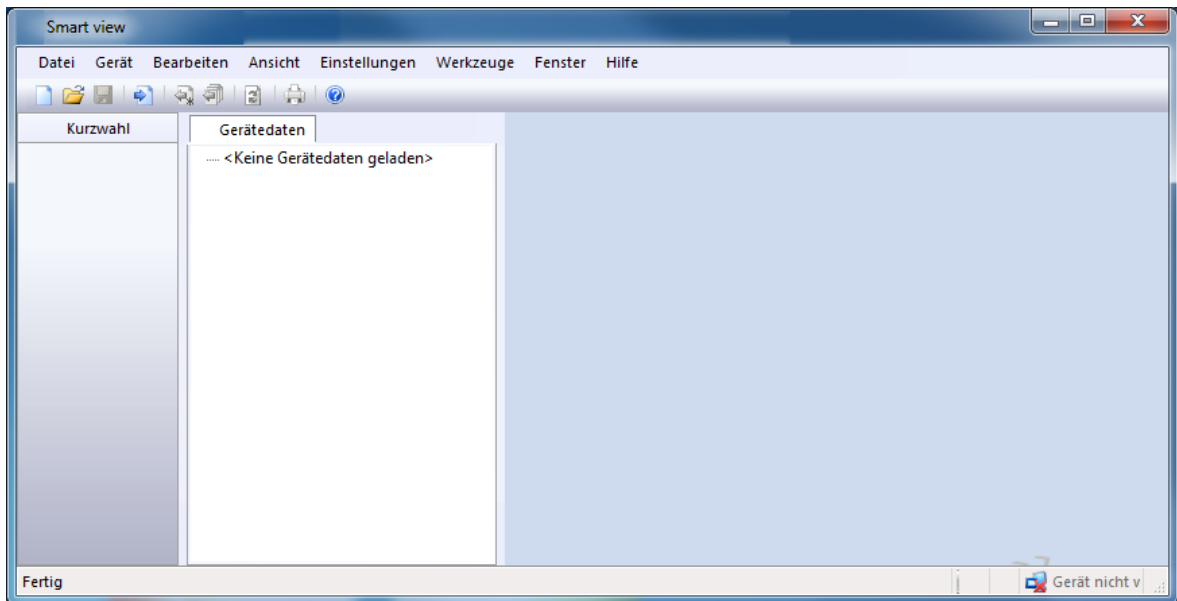 Smart view
Datei Gerät Bearbeiten Ansicht Einstellungen Werkzeuge Fenster Hilfe
Kurzwahl
Gerätedaten
<Keine Gerätedaten geladen>
Fertig
Gerät nicht v